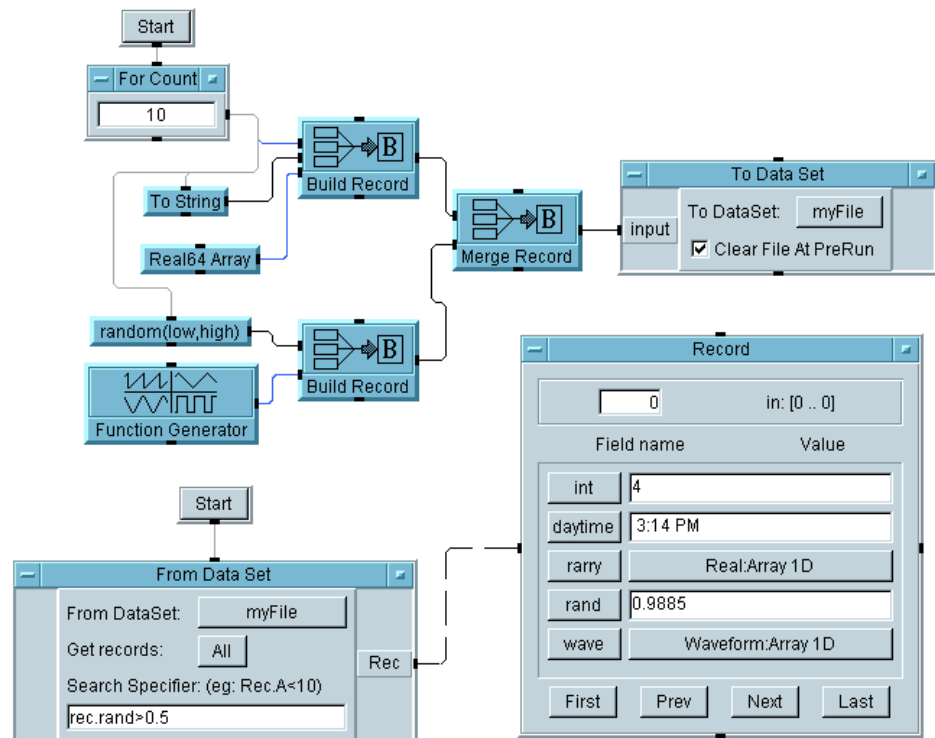 Start
For Count
10
B
Build Record
To String
Real64 Array
B
Merge Record
To Data Set
input
To DataSet: myFile
Clear File At PreRun
random(low,high)
B
Build Record
Function Generator
Record
0 in: [0 .. 0]
Field name Value
int 4
daytime 3:14 PM
rarry Real:Array 1D
rand 0.9885
wave Waveform:Array 1D
First Prev Next Last
Start
From Data Set
From DataSet: myFile
Get records: All
Rec
Search Specifier: (eg: Rec.A<10)
rec.rand>0.5